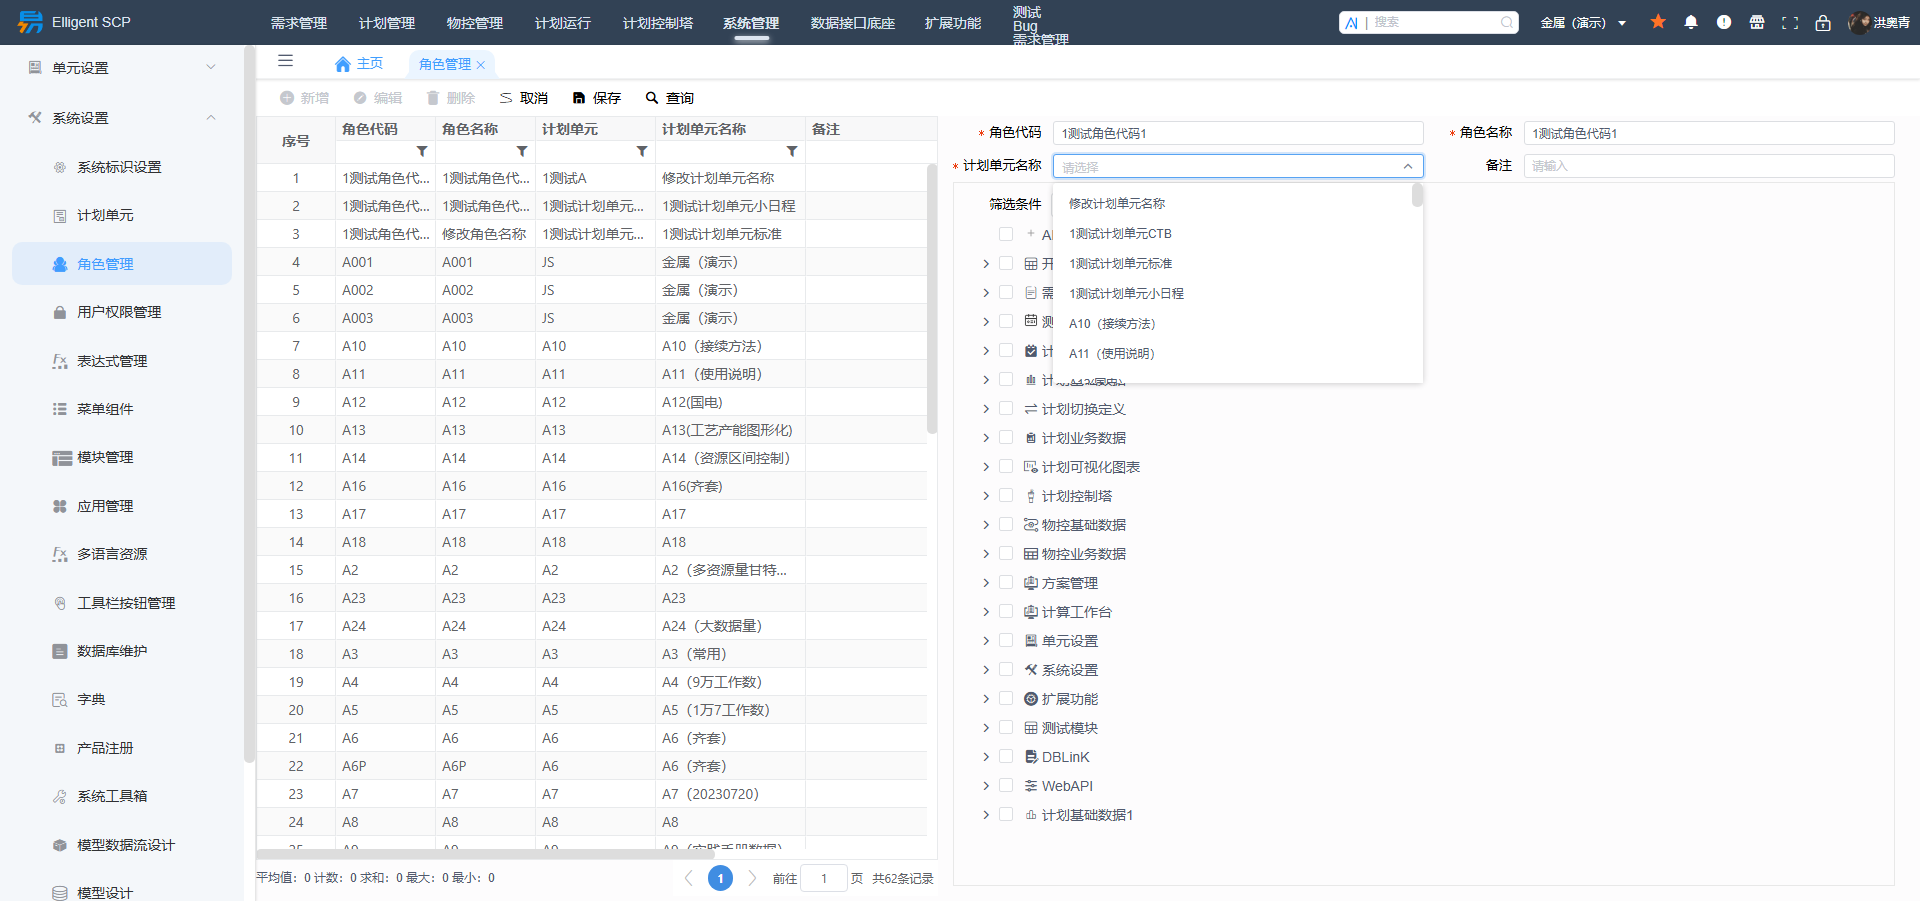 Elligent SCP
需求管理 计划管理 物控管理 计划运行 计划控制塔 系统管理 数据接口底座 扩展功能
测试
Bug
需求管理
AI | 搜索
金属（演示）
洪奥青
单元设置
系统设置
系统标识设置
计划单元
角色管理
用户权限管理
表达式管理
菜单组件
模块管理
应用管理
多语言资源
工具栏按钮管理
数据库维护
字典
产品注册
系统工具箱
模型数据流设计
模型设计
主页 角色管理
新增 编辑 删除 取消 保存 查询
序号 角色代码 角色名称 计划单元 计划单元名称 备注
1 1测试角色代... 1测试角色代... 1测试A 修改计划单元名称
2 1测试角色代... 1测试角色代... 1测试计划单元... 1测试计划单元小日程
3 1测试角色代... 修改角色名称 1测试计划单元... 1测试计划单元标准
4 A001 A001 JS 金属（演示）
5 A002 A002 JS 金属（演示）
6 A003 A003 JS 金属（演示）
7 A10 A10 A10 A10（接续方法）
8 A11 A11 A11 A11（使用说明）
9 A12 A12 A12 A12(国电)
10 A13 A13 A13 A13(工艺产能图形化)
11 A14 A14 A14 A14（资源区间控制）
12 A16 A16 A16 A16(齐套)
13 A17 A17 A17 A17
14 A18 A18 A18 A18
15 A2 A2 A2 A2（多资源量甘特...
16 A23 A23 A23 A23
17 A24 A24 A24 A24（大数据量）
18 A3 A3 A3 A3（常用）
19 A4 A4 A4 A4（9万工作数）
20 A5 A5 A5 A5（1万7工作数）
21 A6 A6 A6 A6（齐套）
22 A6P A6P A6 A6（齐套）
23 A7 A7 A7 A7（20230720）
24 A8 A8 A8 A8
25 A9 A9 A9 A9（实践手册数据）
平均值：0 计数：0 求和：0 最大：0 最小：0
1 前往 1 页 共62条记录
* 角色代码 1测试角色代码1
* 角色名称 1测试角色代码1
* 计划单元名称 请选择
备注 请输入
筛选条件
修改计划单元名称
1测试计划单元CTB
1测试计划单元标准
1测试计划单元小日程
A10（接续方法）
A11（使用说明）
A12(国电)
开
需
测
计
计划
计划切换定义
计划业务数据
计划可视化图表
计划控制塔
物控基础数据
物控业务数据
方案管理
计算工作台
单元设置
系统设置
扩展功能
测试模块
DBLinK
WebAPI
计划基础数据1